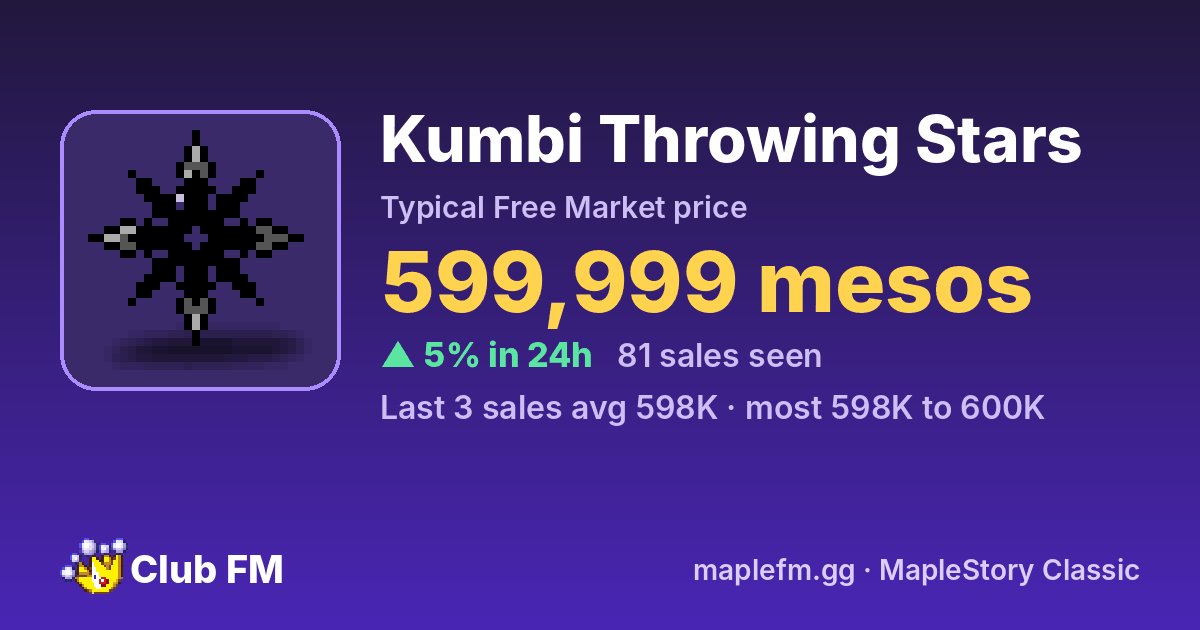 Kumbi Throwing Stars
Typical Free Market price
599,999 mesos
▲ 5% in 24h 81 sales seen
Last 3 sales avg 598K · most 598K to 600K
Club FM
maplefm.gg · MapleStory Classic